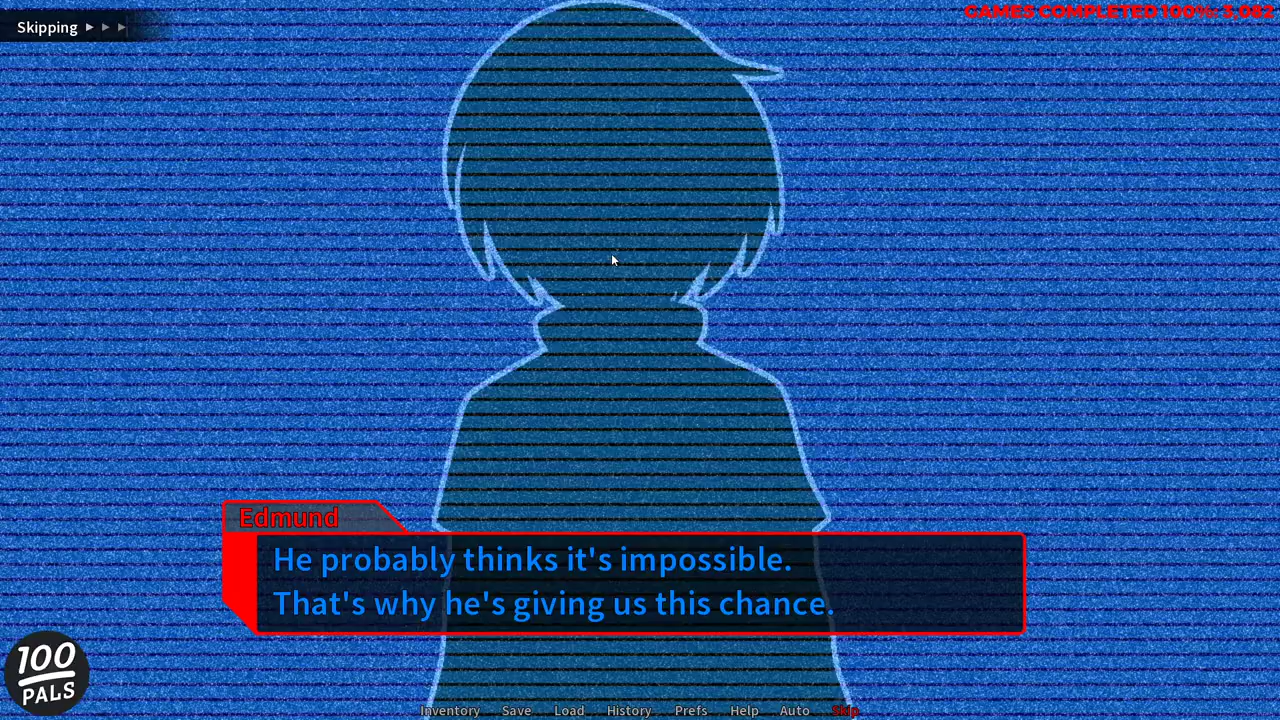 Skipping
GAMES COMPLETED 100%: 3,082
Edmund
He probably thinks it's impossible.
That's why he's giving us this chance.
100
PALS
Inventory Save Load History Prefs Help Auto Skip